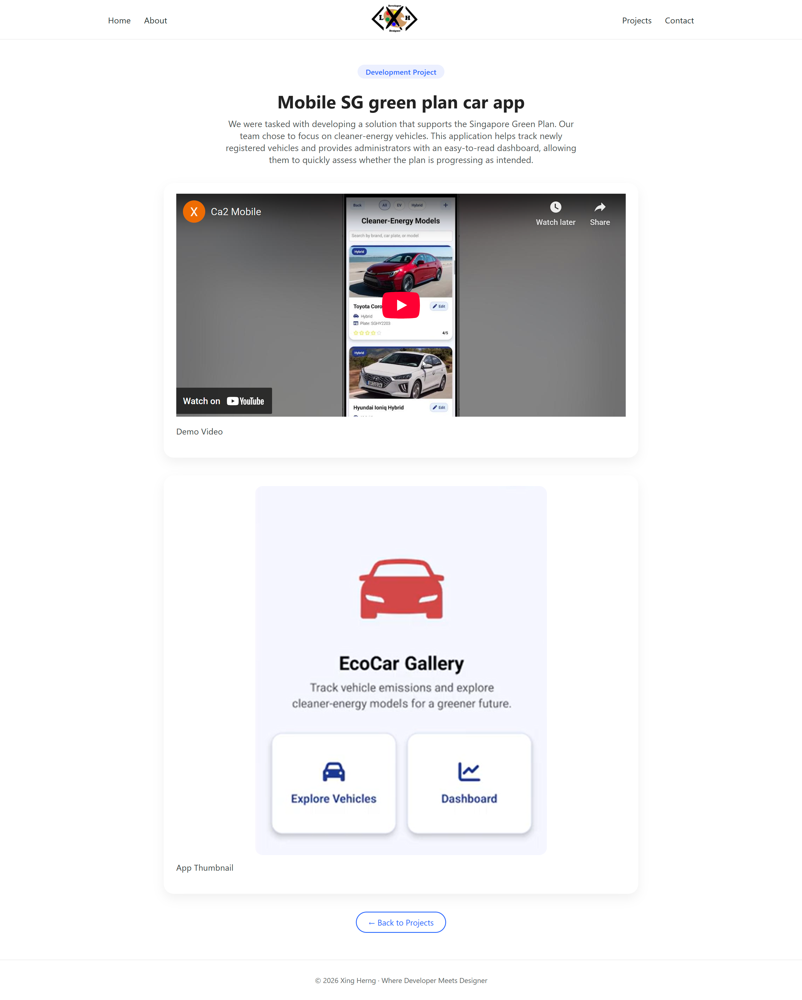 Home
About
Developer
L X H
Designer
Projects
Contact
Development Project
Mobile SG green plan car app
We were tasked with developing a solution that supports the Singapore Green Plan. Our
team chose to focus on cleaner-energy vehicles. This application helps track newly
registered vehicles and provides administrators with an easy-to-read dashboard, allowing
them to quickly assess whether the plan is progressing as intended.
X
Ca2 Mobile
Watch later
Share
Back
All
EV
Hybrid
+
Cleaner-Energy Models
Search by brand, car plate, or model
Hybrid
Toyota Coro
Edit
Hybrid
Plate: SGHY2203
4/5
Hybrid
Hyundai Ioniq Hybrid
Edit
Watch on YouTube
Demo Video
EcoCar Gallery
Track vehicle emissions and explore
cleaner-energy models for a greener future.
Explore Vehicles
Dashboard
App Thumbnail
← Back to Projects
© 2026 Xing Herng · Where Developer Meets Designer